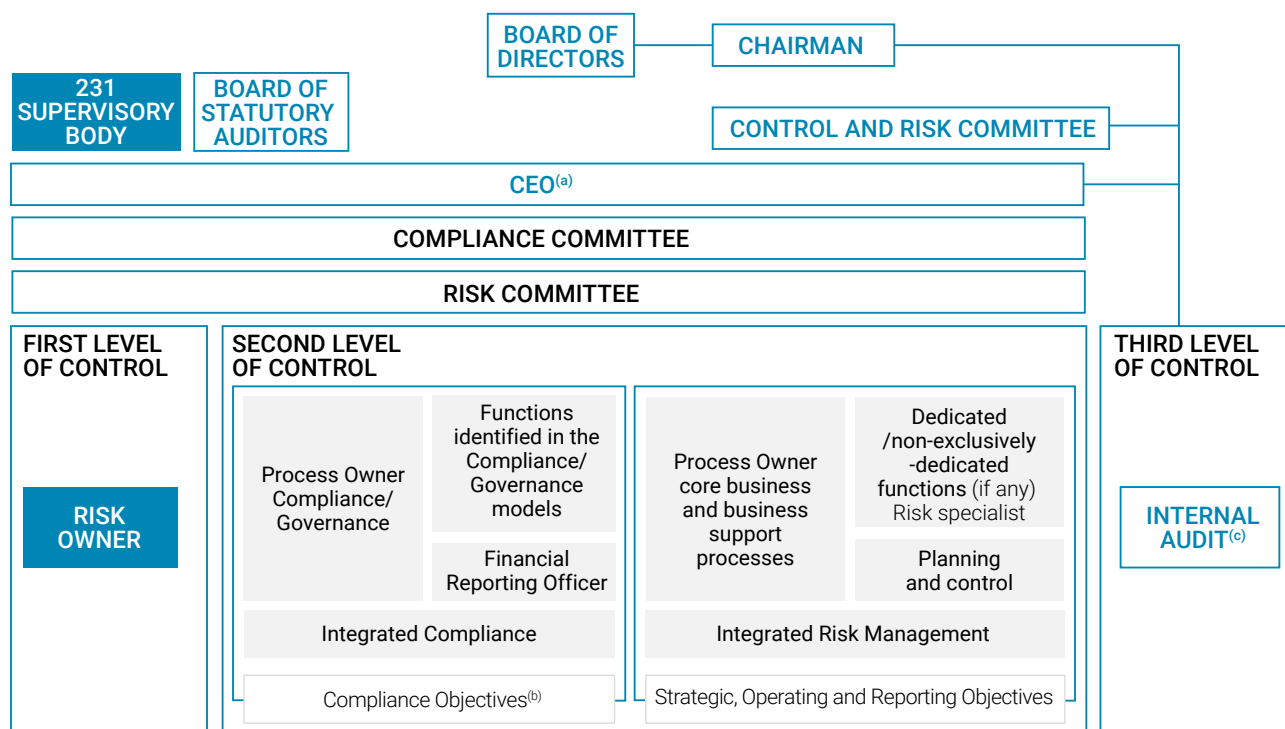 BOARD OF
DIRECTORS
CHAIRMAN
231
SUPERVISORY
BODY
BOARD OF
STATUTORY
AUDITORS
CONTROL AND RISK COMMITTEE
CEO(a)
COMPLIANCE COMMITTEE
RISK COMMITTEE
FIRST LEVEL
OF CONTROL
RISK
OWNER
SECOND LEVEL
OF CONTROL
Process Owner
Compliance/
Governance
Functions
identified in the
Compliance/
Governance
models
Financial
Reporting Officer
Integrated Compliance
Compliance Objectives(b)
Process Owner
core business
and business
support
processes
Dedicated
/non-exclusively
-dedicated
functions (if any)
Risk specialist
Planning
and control
Integrated Risk Management
Strategic, Operating and Reporting Objectives
THIRD LEVEL
OF CONTROL
INTERNAL
AUDIT(c)